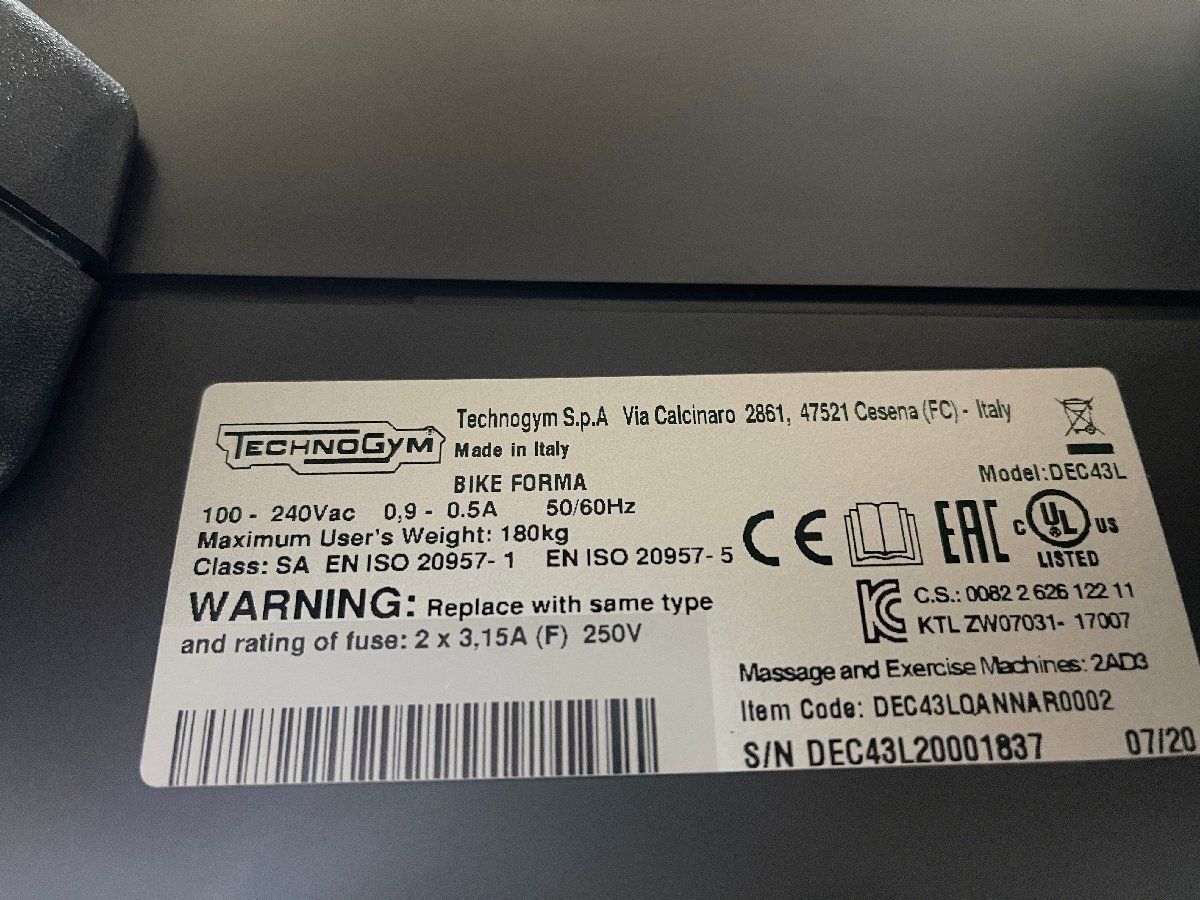 TECHNOGYM®
Technogym S.p.A Via Calcinaro 2861, 47521 Cesena (FC) - Italy
Made in Italy
BIKE FORMA
Model:DEC43L
100 - 240Vac 0,9 - 0.5A 50/60Hz
Maximum User's Weight: 180kg
Class: SA EN ISO 20957- 1 EN ISO 20957- 5
CE
EAC
C UL US
LISTED
WARNING: Replace with same type
and rating of fuse: 2 x 3,15A (F) 250V
KC
C.S.: 0082 2 626 122 11
KTL ZW07031- 17007
Massage and Exercise Machines: 2AD3
Item Code: DEC43LQANNAR0002
S/N DEC43L20001837 07/20